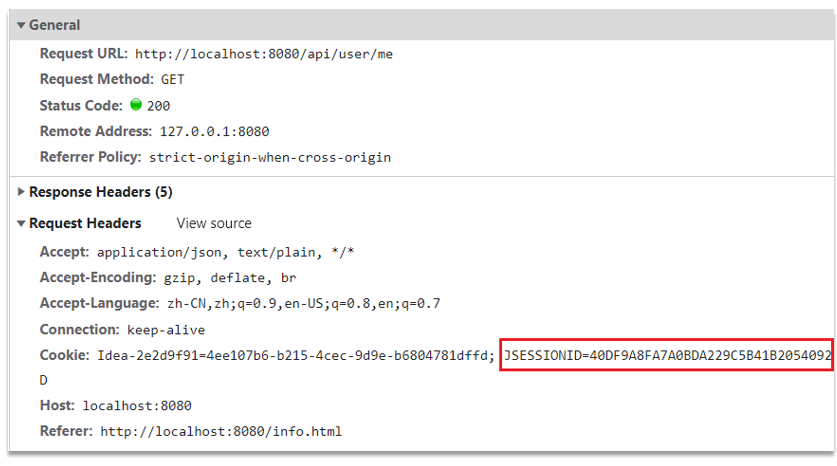 General
Request URL: http://localhost:8080/api/user/me
Request Method: GET
Status Code: 200
Remote Address: 127.0.0.1:8080
Referrer Policy: strict-origin-when-cross-origin
Response Headers (5)
Request Headers View source
Accept: application/json, text/plain, */*
Accept-Encoding: gzip, deflate, br
Accept-Language: zh-CN,zh;q=0.9,en-US;q=0.8,en;q=0.7
Connection: keep-alive
Cookie: Idea-2e2d9f91=4ee107b6-b215-4cec-9d9e-b6804781dffd; JSESSIONID=40DF9A8FA7A0BDA229C5B41B2054092
D
Host: localhost:8080
Referer: http://localhost:8080/info.html